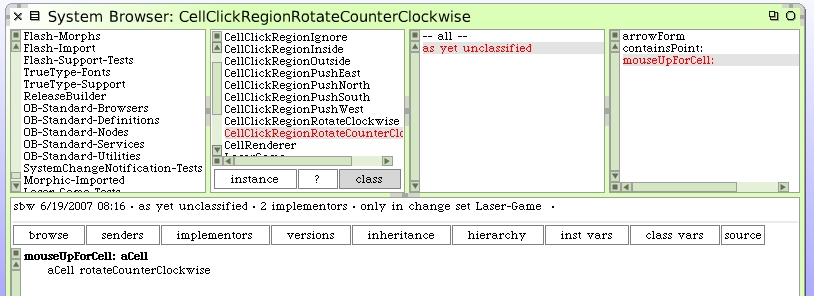 System Browser: CellClickRegionRotateCounterClockwise
Flash-Morphs
Flash-Import
Flash-Support-Tests
TrueType-Fonts
TrueType-Support
ReleaseBuilder
OB-Standard-Browsers
OB-Standard-Definitions
OB-Standard-Nodes
OB-Standard-Services
OB-Standard-Utilities
SystemChangeNotification-Tests
Morphic-Imported
Laser-Game-Tests
CellClickRegionIgnore
CellClickRegionInside
CellClickRegionOutside
CellClickRegionPushEast
CellClickRegionPushNorth
CellClickRegionPushSouth
CellClickRegionPushWest
CellClickRegionRotateClockwise
CellClickRegionRotateCounterClo
CellRenderer
LaserGame
instance
?
class
-- all --
as yet unclassified
arrowForm
containsPoint:
mouseUpForCell:
sbw 6/19/2007 08:16 · as yet unclassified · 2 implementors · only in change set Laser-Game ·
browse
senders
implementors
versions
inheritance
hierarchy
inst vars
class vars
source
mouseUpForCell: aCell
aCell rotateCounterClockwise